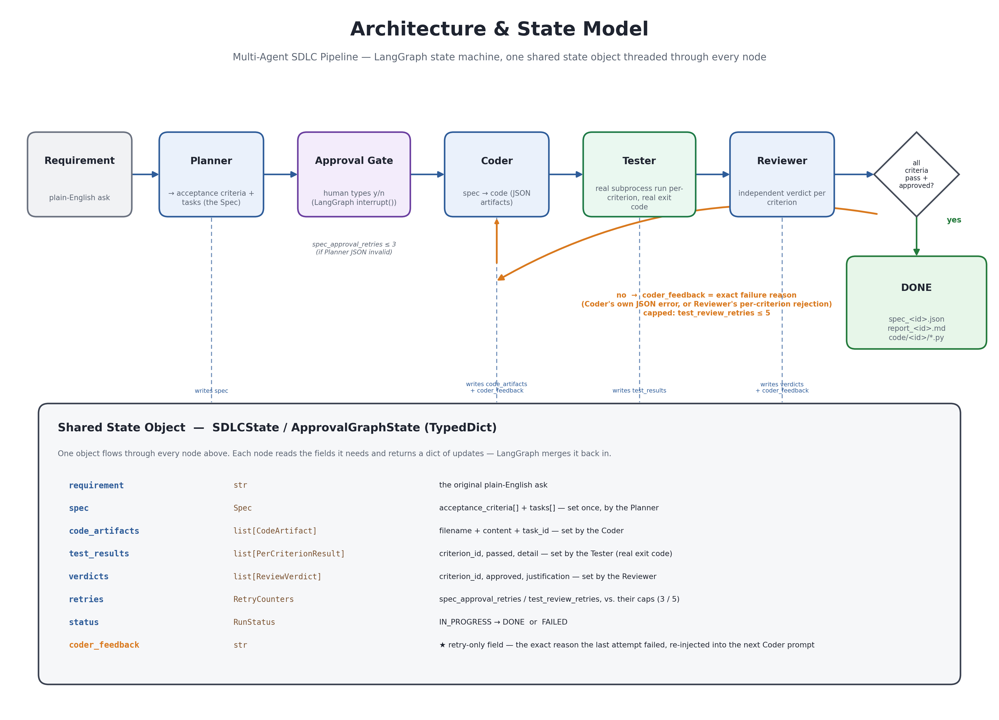 Architecture & State Model
Multi-Agent SDLC Pipeline — LangGraph state machine, one shared state object threaded through every node
Requirement
plain-English ask
Planner
→ acceptance criteria +
tasks (the Spec)
Approval Gate
human types y/n
(LangGraph interrupt())
Coder
spec → code (JSON
artifacts)
Tester
real subprocess run per-
criterion, real exit
code
Reviewer
independent verdict per
criterion
all
criteria
pass +
approved?
yes
spec_approval_retries ≤ 3
(if Planner JSON invalid)
no → coder_feedback = exact failure reason
(Coder's own JSON error, or Reviewer's per-criterion rejection)
capped: test_review_retries ≤ 5
DONE
spec_<id>.json
report_<id>.md
code/<id>/*.py
writes spec
writes code_artifacts
+ coder_feedback
writes test_results
writes verdicts
+ coder_feedback
Shared State Object — SDLCState / ApprovalGraphState (TypedDict)
One object flows through every node above. Each node reads the fields it needs and returns a dict of updates — LangGraph merges it back in.
requirement str the original plain-English ask
spec Spec acceptance_criteria[] + tasks[] — set once, by the Planner
code_artifacts list[CodeArtifact] filename + content + task_id — set by the Coder
test_results list[PerCriterionResult] criterion_id, passed, detail — set by the Tester (real exit code)
verdicts list[ReviewVerdict] criterion_id, approved, justification — set by the Reviewer
retries RetryCounters spec_approval_retries / test_review_retries, vs. their caps (3 / 5)
status RunStatus IN_PROGRESS → DONE or FAILED
coder_feedback str ★ retry-only field — the exact reason the last attempt failed, re-injected into the next Coder prompt